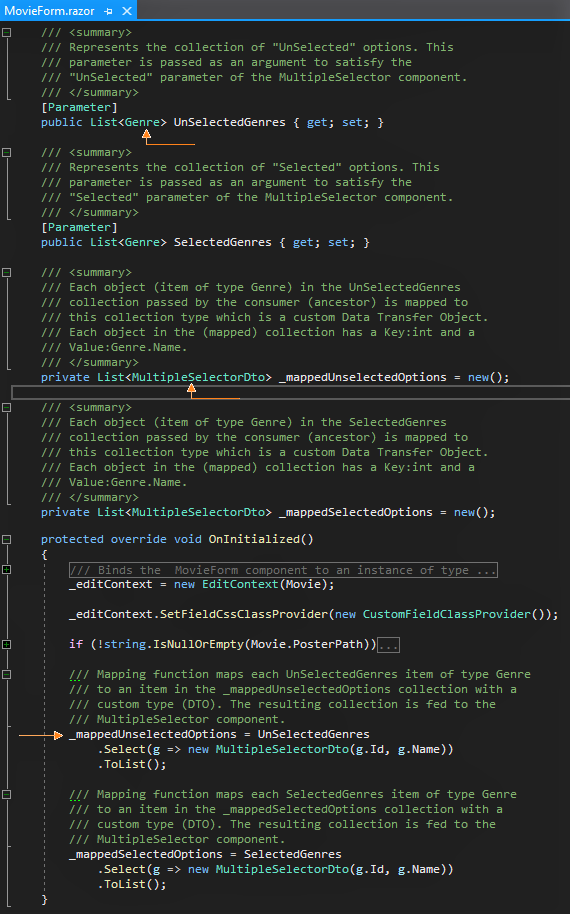 MovieForm.razor
/// <summary>
/// Represents the collection of "UnSelected" options. This
/// parameter is passed as an argument to satisfy the
/// "UnSelected" parameter of the MultipleSelector component.
/// </summary>
[Parameter]
public List<Genre> UnSelectedGenres { get; set; }
/// <summary>
/// Represents the collection of "Selected" options. This
/// parameter is passed as an argument to satisfy the
/// "Selected" parameter of the MultipleSelector component.
/// </summary>
[Parameter]
public List<Genre> SelectedGenres { get; set; }
/// <summary>
/// Each object (item of type Genre) in the UnSelectedGenres
/// collection passed by the consumer (ancestor) is mapped to
/// this collection type which is a custom Data Transfer Object.
/// Each object in the (mapped) collection has a Key:int and a
/// Value:Genre.Name.
/// </summary>
private List<MultipleSelectorDto> _mappedUnselectedOptions = new();
/// <summary>
/// Each object (item of type Genre) in the SelectedGenres
/// collection passed by the consumer (ancestor) is mapped to
/// this collection type which is a custom Data Transfer Object.
/// Each object in the (mapped) collection has a Key:int and a
/// Value:Genre.Name.
/// </summary>
private List<MultipleSelectorDto> _mappedSelectedOptions = new();
protected override void OnInitialized()
{
/// Binds the  MovieForm component to an instance of type ...
_editContext = new EditContext(Movie);
_editContext.SetFieldCssClassProvider(new CustomFieldClassProvider());
if (!string.IsNullOrEmpty(Movie.PosterPath))...
/// Mapping function maps each UnSelectedGenres item of type Genre
/// to an item in the _mappedUnselectedOptions collection with a
/// custom type (DTO). The resulting collection is fed to the
/// MultipleSelector component.
_mappedUnselectedOptions = UnSelectedGenres
.Select(g => new MultipleSelectorDto(g.Id, g.Name))
.ToList();
/// Mapping function maps each SelectedGenres item of type Genre
/// to an item in the _mappedSelectedOptions collection with a
/// custom type (DTO). The resulting collection is fed to the
/// MultipleSelector component.
_mappedSelectedOptions = SelectedGenres
.Select(g => new MultipleSelectorDto(g.Id, g.Name))
.ToList();
}